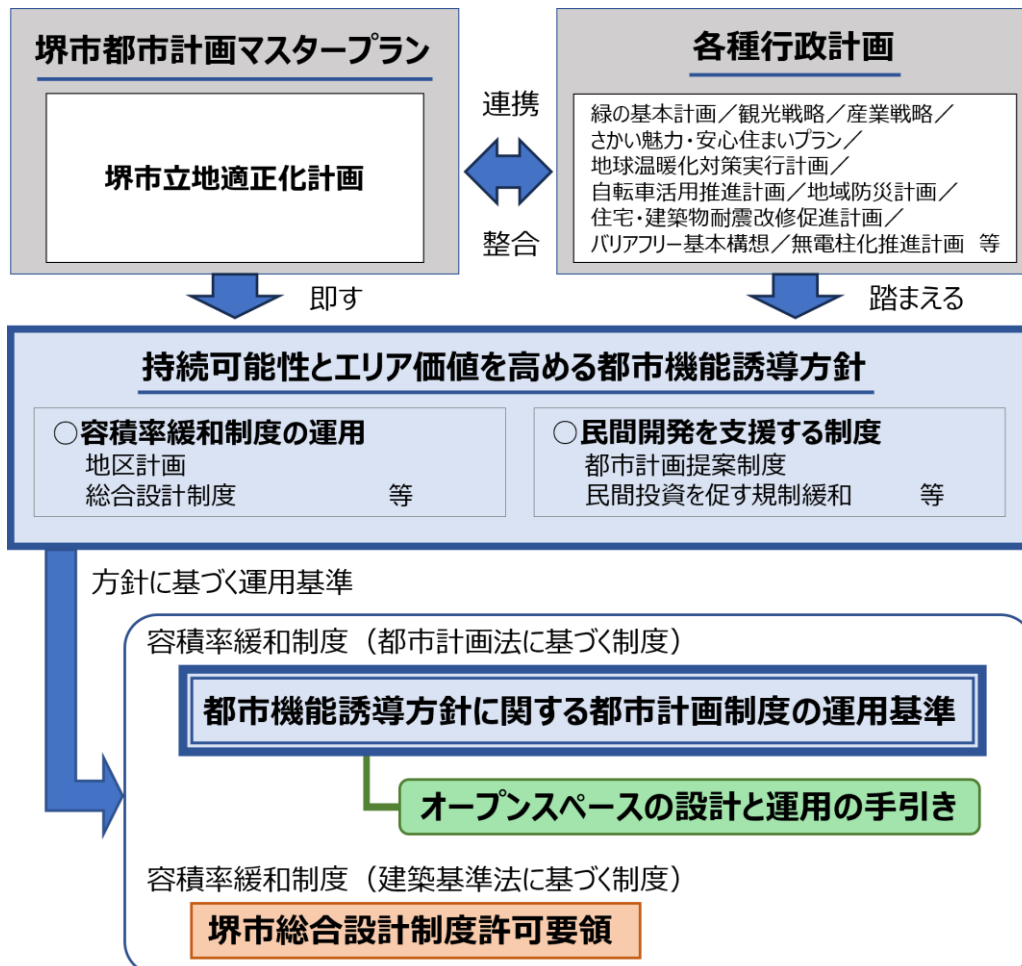 堺市都市計画マスタープラン
堺市立地適正化計画
連携
整合
各種行政計画
緑の基本計画／観光戦略／産業戦略／
さかい魅力・安心住まいプラン／
地球温暖化対策実行計画／
自転車活用推進計画／地域防災計画／
住宅・建築物耐震改修促進計画／
バリアフリー基本構想／無電柱化推進計画 等
即す
踏まえる
持続可能性とエリア価値を高める都市機能誘導方針
○容積率緩和制度の運用
地区計画
総合設計制度 等
○民間開発を支援する制度
都市計画提案制度
民間投資を促す規制緩和 等
方針に基づく運用基準
容積率緩和制度（都市計画法に基づく制度）
都市機能誘導方針に関する都市計画制度の運用基準
オープンスペースの設計と運用の手引き
容積率緩和制度（建築基準法に基づく制度）
堺市総合設計制度許可要領